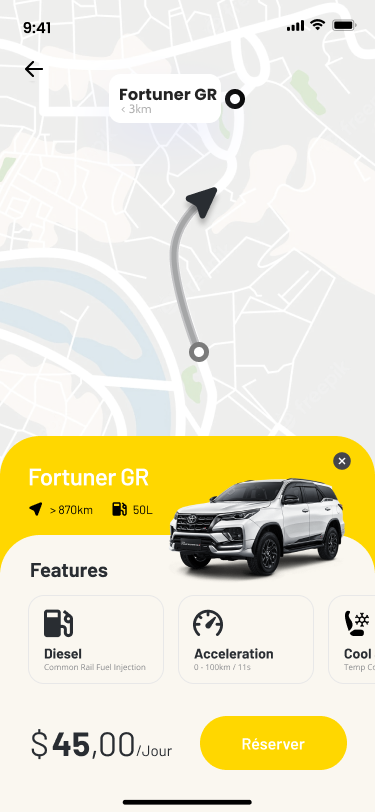 9:41
Fortuner GR
< 3km
Fortuner GR
> 870km
50L
Features
Diesel
Common Rail Fuel Injection
Acceleration
0 - 100km / 11s
Cool
Temp Co
$45,00/Jour
Réserver